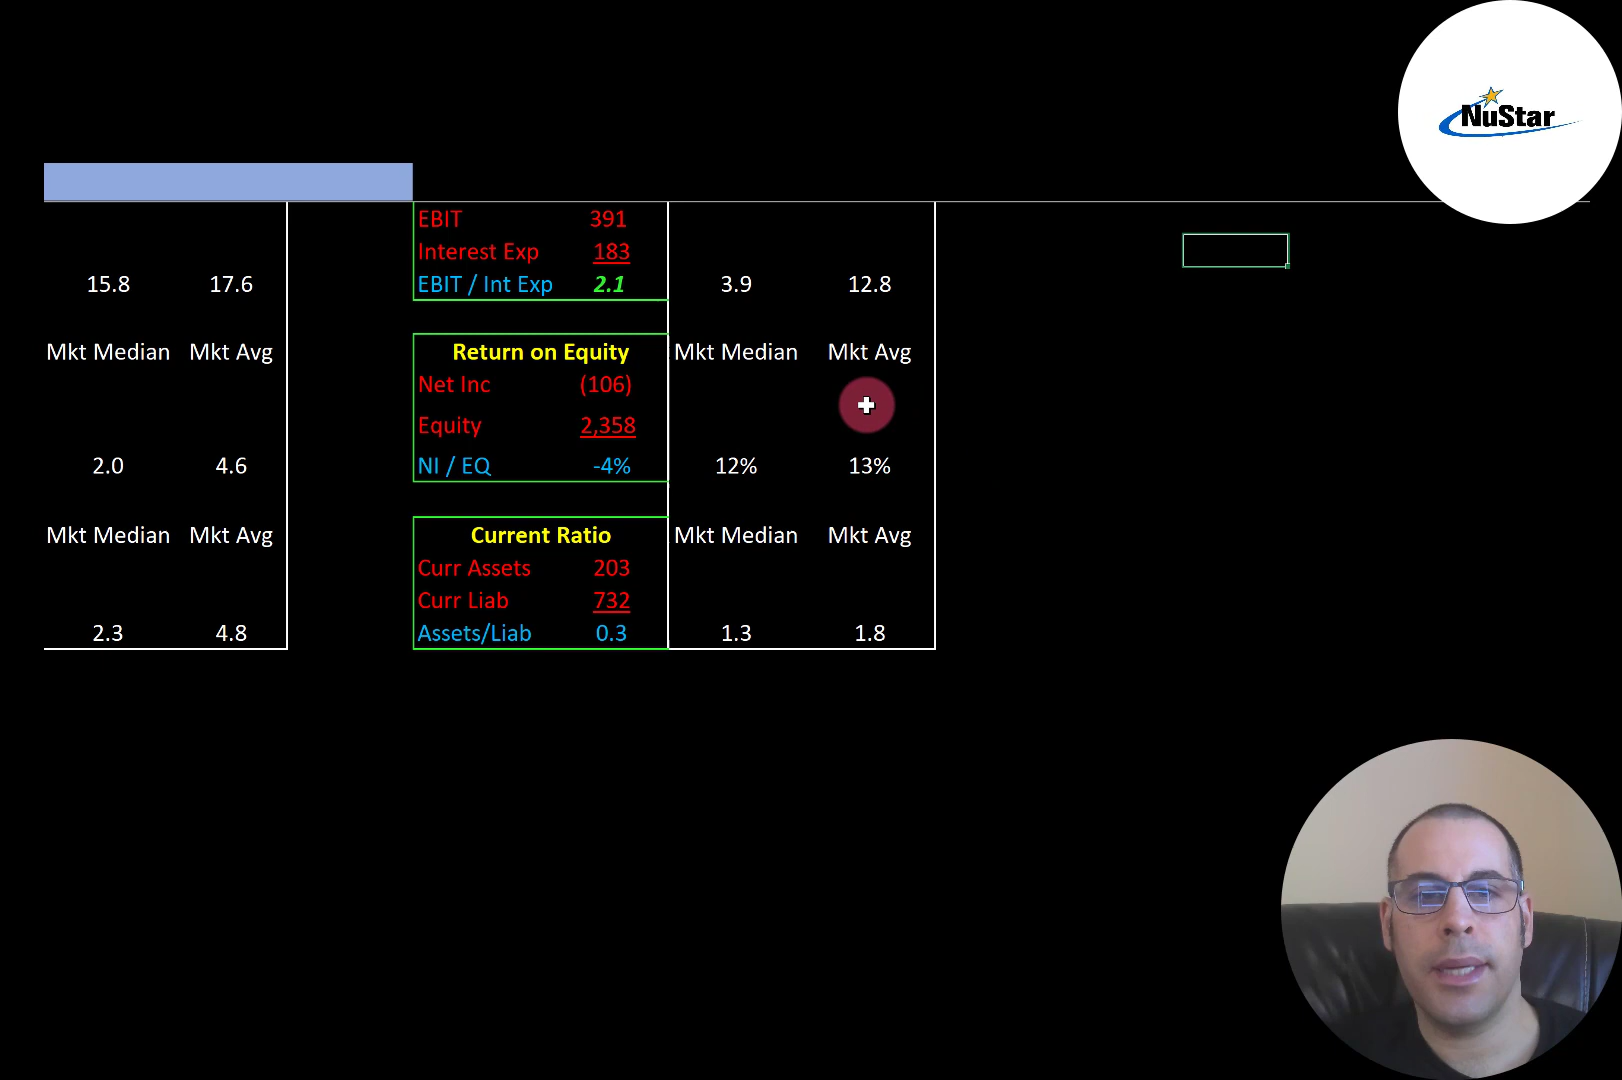 NuStar
EBIT 391
Interest Exp 183
15.8 17.6 EBIT / Int Exp 2.1 3.9 12.8
Mkt Median Mkt Avg Return on Equity Mkt Median Mkt Avg
Net Inc (106)
Equity 2,358
2.0 4.6 NI / EQ -4% 12% 13%
Mkt Median Mkt Avg Current Ratio Mkt Median Mkt Avg
Curr Assets 203
Curr Liab 732
2.3 4.8 Assets/Liab 0.3 1.3 1.8